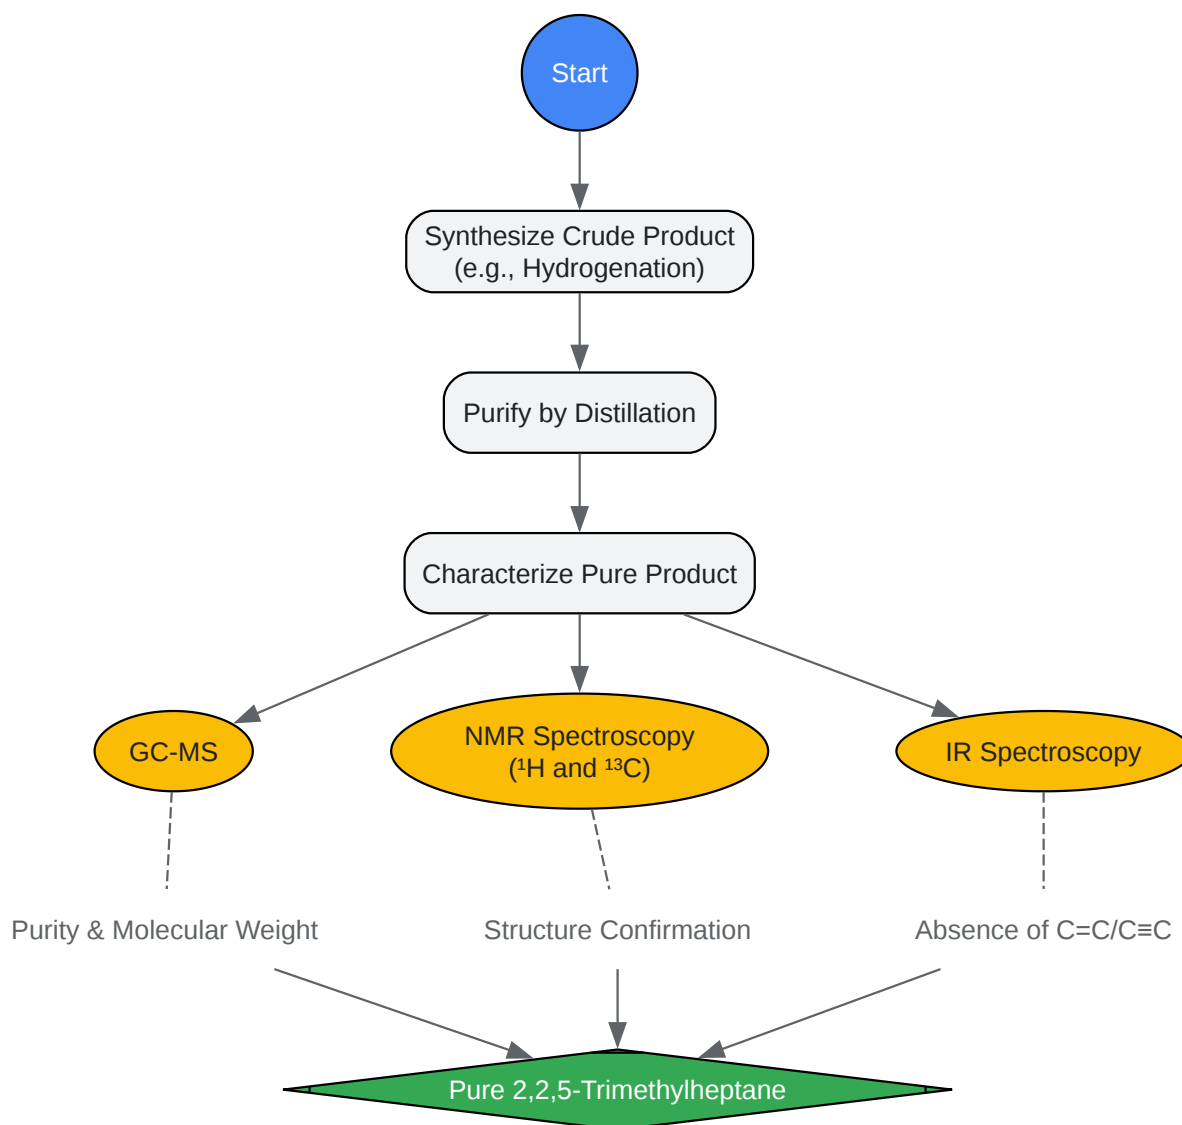 Start
Synthesize Crude Product
(e.g., Hydrogenation)
Purify by Distillation
Characterize Pure Product
GC-MS
NMR Spectroscopy
(¹H and ¹³C)
IR Spectroscopy
Purity & Molecular Weight
Structure Confirmation
Absence of C=C/C≡C
Pure 2,2,5-Trimethylheptane